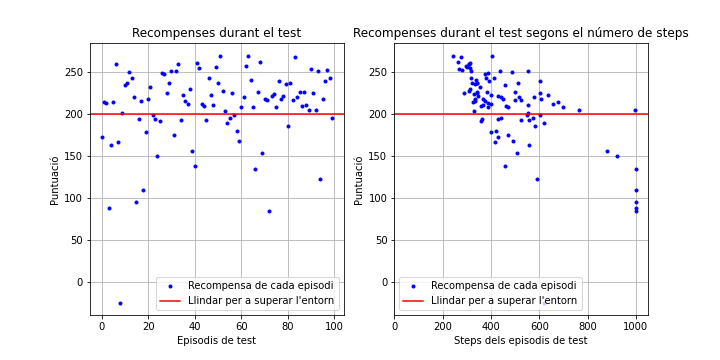 Recompenses durant el test
Puntuació
250
200
150
100
50
0
0 20 40 60 80 100
Episodis de test
Recompensa de cada episodi
Llindar per a superar l'entorn
Recompenses durant el test segons el número de steps
Puntuació
250
200
150
100
50
0
0 200 400 600 800 1000
Steps dels episodis de test
Recompensa de cada episodi
Llindar per a superar l'entorn